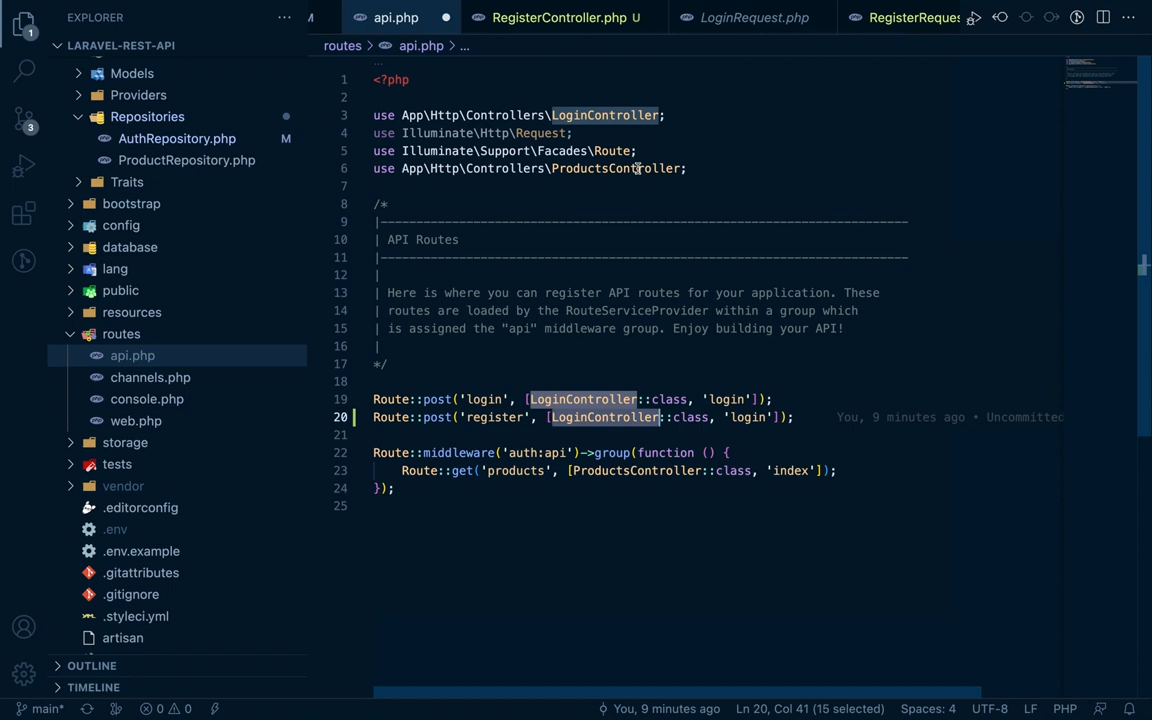 EXPLORER
M
api.php
RegisterController.php U
LoginRequest.php
RegisterReques
1
LARAVEL-REST-API
routes > api.php > ...
Models
Providers
Repositories
AuthRepository.php M
ProductRepository.php
Traits
bootstrap
config
database
lang
public
resources
routes
api.php
channels.php
console.php
web.php
storage
tests
vendor
.editorconfig
.env
.env.example
.gitattributes
.gitignore
.styleci.yml
artisan
OUTLINE
TIMELINE
3
...
1 <?php
2
3 use App\Http\Controllers\LoginController;
4 use Illuminate\Http\Request;
5 use Illuminate\Support\Facades\Route;
6 use App\Http\Controllers\ProductsController;
7
8 /*
9 |--------------------------------------------------------------------------
10 | API Routes
11 |--------------------------------------------------------------------------
12 |
13 | Here is where you can register API routes for your application. These
14 | routes are loaded by the RouteServiceProvider within a group which
15 | is assigned the "api" middleware group. Enjoy building your API!
16 |
17 */
18
19 Route::post('login', [LoginController::class, 'login']);
20 Route::post('register', [LoginController::class, 'login']); You, 9 minutes ago • Uncommitted
21
22 Route::middleware('auth:api')->group(function () {
23 Route::get('products', [ProductsController::class, 'index']);
24 });
25
main*
0 0
You, 9 minutes ago
Ln 20, Col 41 (15 selected)
Spaces: 4
UTF-8
LF
PHP